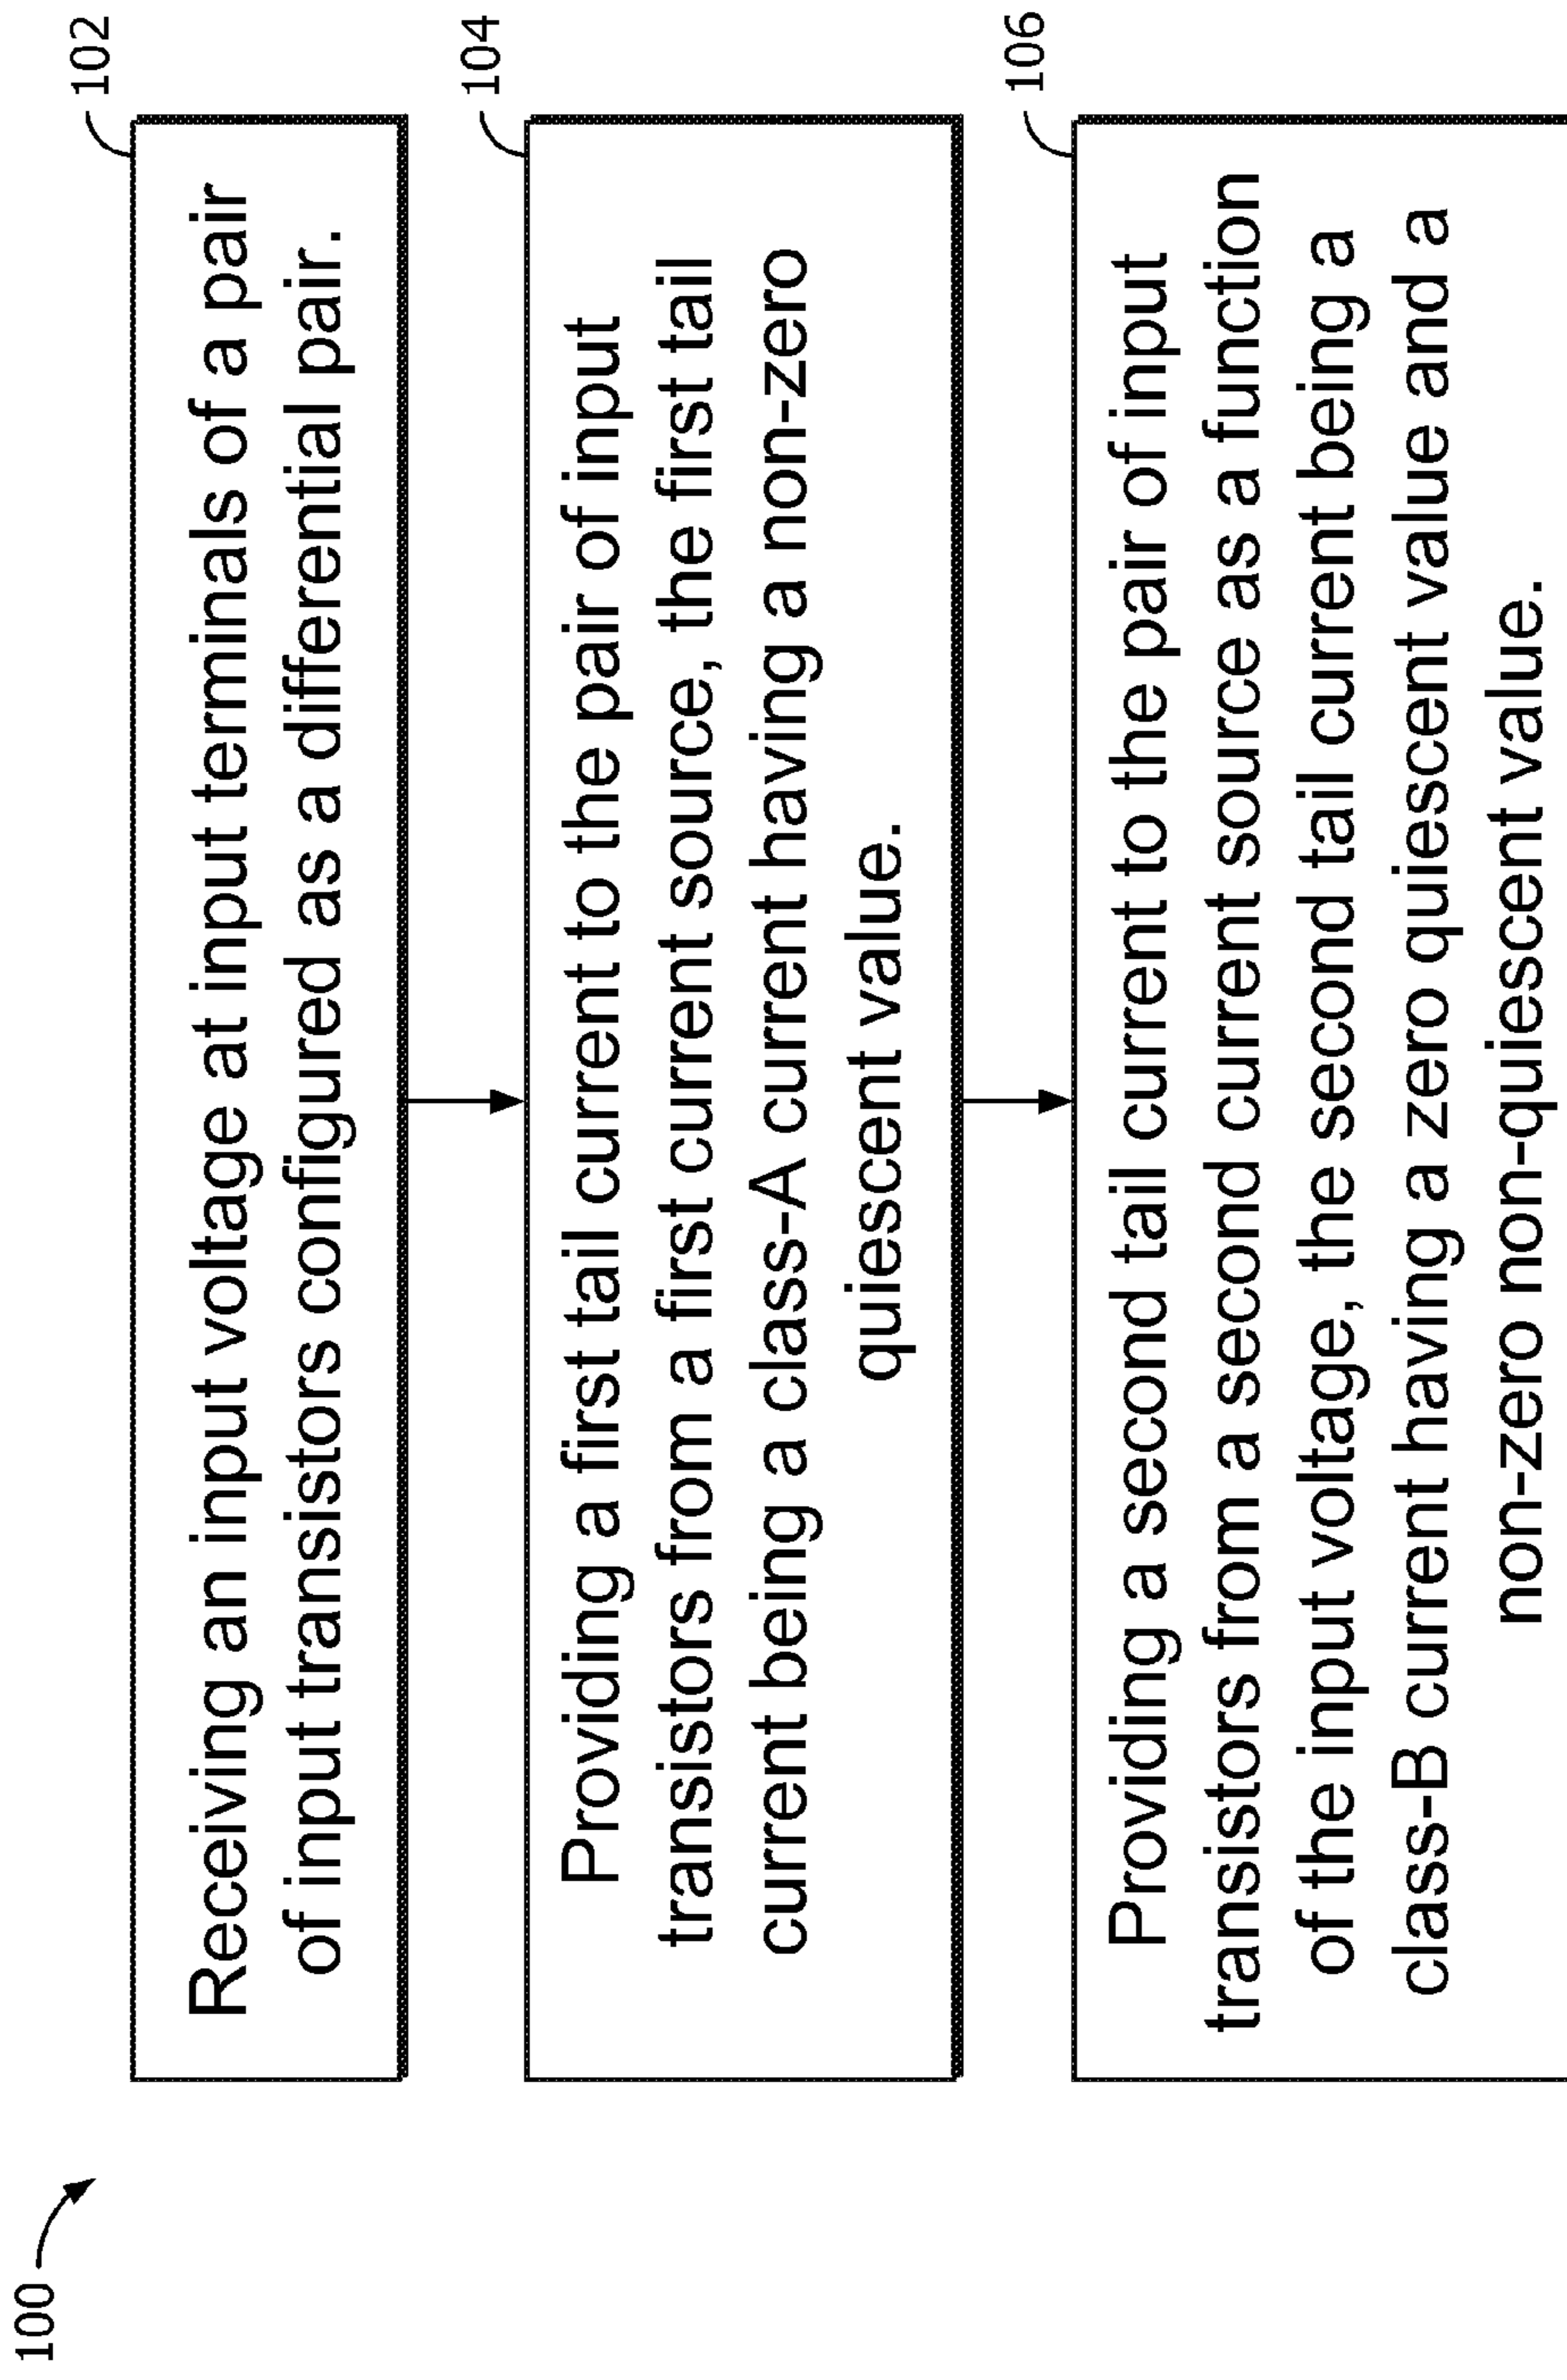 100
102
Receiving an input voltage at input terminals of a pair
of input transistors configured as a differential pair.
104
Providing a first tail current to the pair of input
transistors from a first current source, the first tail
current being a class-A current having a non-zero
quiescent value.
106
Providing a second tail current to the pair of input
transistors from a second current source as a function
of the input voltage, the second tail current being a
class-B current having a zero quiescent value and a
non-zero non-quiescent value.